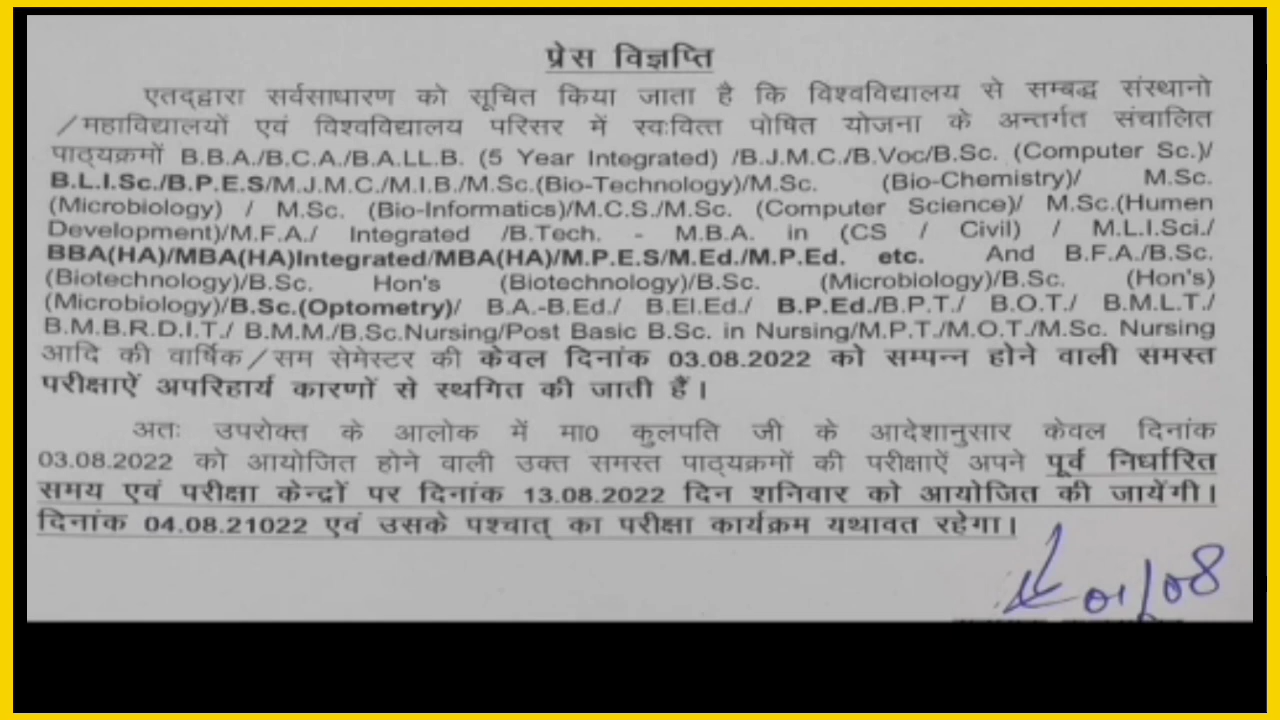 प्रेस विज्ञप्ति
एतद्द्वारा सर्वसाधारण को सूचित किया जाता है कि विश्वविद्यालय से सम्बद्ध संस्थानो
/महाविद्यालयों एवं विश्वविद्यालय परिसर में स्वःवित्त पोषित योजना के अन्तर्गत संचालित
पाठ्यक्रमों B.B.A./B.C.A./B.A.LL.B. (5 Year Integrated) /B.J.M.C./B.Voc/B.Sc. (Computer Sc.)/
B.L.I.Sc./B.P.E.S/M.J.M.C./M.I.B./M.Sc.(Bio-Technology)/M.Sc. (Bio-Chemistry)/ M.Sc.
(Microbiology) / M.Sc. (Bio-Informatics)/M.C.S./M.Sc. (Computer Science)/ M.Sc.(Humen
Development)/M.F.A./ Integrated /B.Tech. - M.B.A. in (CS / Civil) / M.L.I.Sci./
BBA(HA)/MBA(HA)Integrated/MBA(HA)/M.P.E.S/M.Ed./M.P.Ed. etc. And B.F.A./B.Sc.
(Biotechnology)/B.Sc. Hon's (Biotechnology)/B.Sc. (Microbiology)/B.Sc. (Hon's)
(Microbiology)/B.Sc.(Optometry)/ B.A.-B.Ed./ B.El.Ed./ B.P.Ed./B.P.T./ B.O.T./ B.M.L.T./
B.M.B.R.D.I.T./ B.M.M./B.Sc.Nursing/Post Basic B.Sc. in Nursing/M.P.T./M.O.T./M.Sc. Nursing
आदि की वार्षिक/सम सेमेस्टर की केवल दिनांक 03.08.2022 को सम्पन्न होने वाली समस्त
परीक्षाऐं अपरिहार्य कारणों से स्थगित की जाती हैं।
अतः उपरोक्त के आलोक में मा0 कुलपति जी के आदेशानुसार केवल दिनांक
03.08.2022 को आयोजित होने वाली उक्त समस्त पाठ्यक्रमों की परीक्षाऐं अपने पूर्व निर्धारित
समय एवं परीक्षा केन्द्रों पर दिनांक 13.08.2022 दिन शनिवार को आयोजित की जायेंगी।
दिनांक 04.08.21022 एवं उसके पश्चात् का परीक्षा कार्यक्रम यथावत रहेगा।
01/08